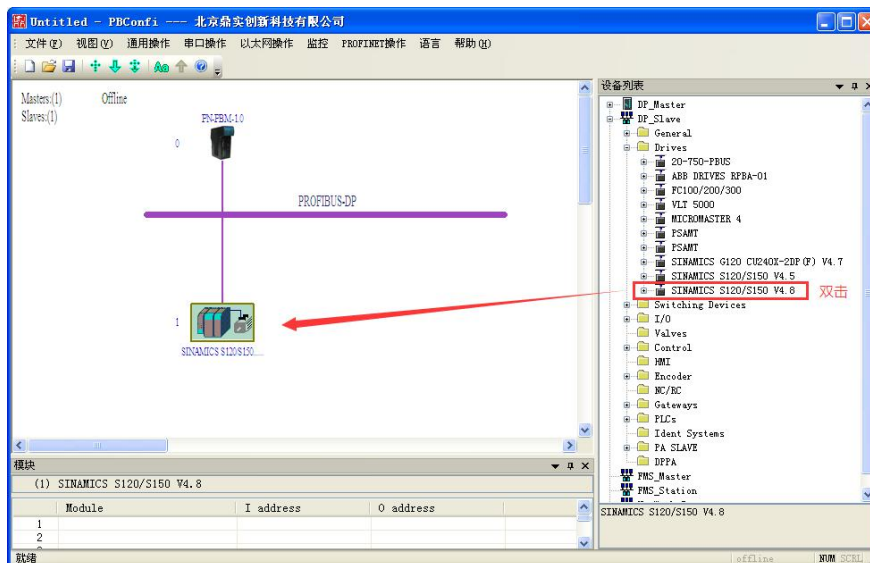 Untitled - PBConfi --- 北京鼎实创新科技有限公司
文件(F) 视图(V) 通用操作 串口操作 以太网操作 监控 PROFINET操作 语言 帮助(H)
Masters:(1) Offline
Slaves:(1)
PN-PBM-1.0
0
PROFIBUS-DP
1
SINAMICS S120/S150......
设备列表
DP_Master
DP_Slave
General
Drives
20-750-PBUS
ABB DRIVES RPBA-01
FC100/200/300
VLT 5000
MICROMASTER 4
PSAMT
PSAMT
SINAMICS G120 CU240X-2DP(F) V4.7
SINAMICS S120/S150 V4.5
SINAMICS S120/S150 V4.8 双击
Switching Devices
I/O
Valves
Control
HMI
Encoder
NC/RC
Gateways
PLCs
Ident Systems
PA SLAVE
DPPA
FMS_Master
FMS_Station
SINAMICS S120/S150 V4.8
模块
(1) SINAMICS S120/S150 V4.8
Module I address O address
1
2
就绪 offline NUM SCRL